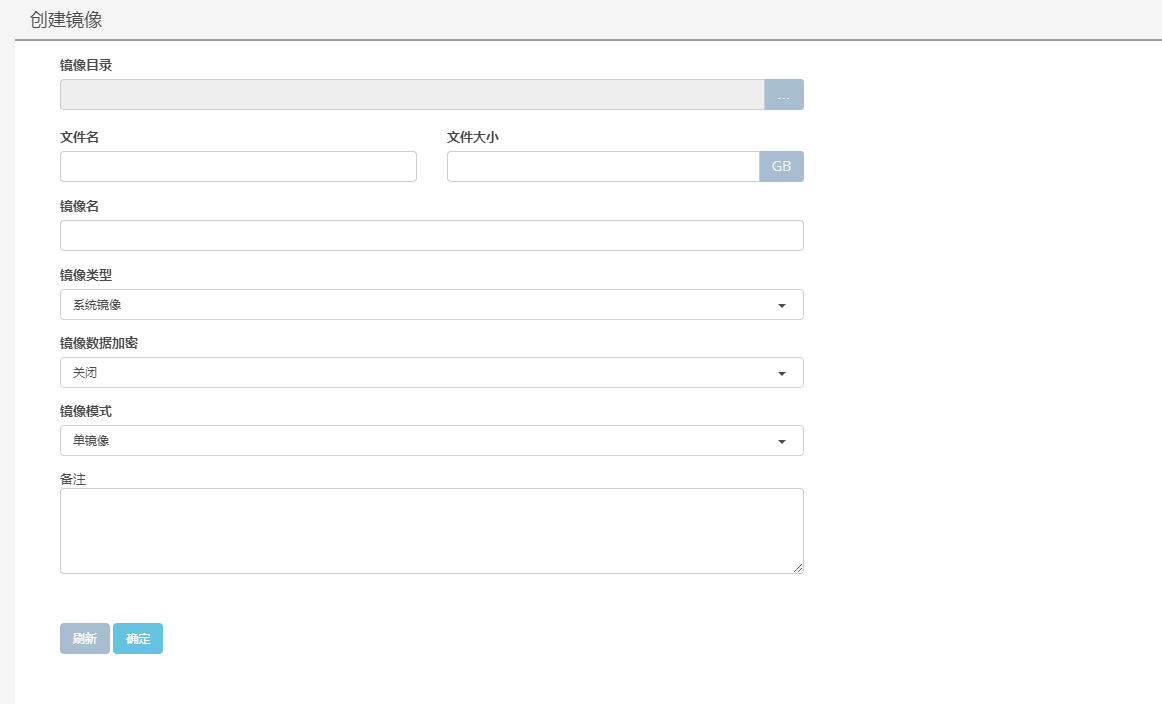 创建镜像
镜像目录
...
文件名 文件大小
GB
镜像名
镜像类型
系统镜像
镜像数据加密
关闭
镜像模式
单镜像
备注
刷新 确定